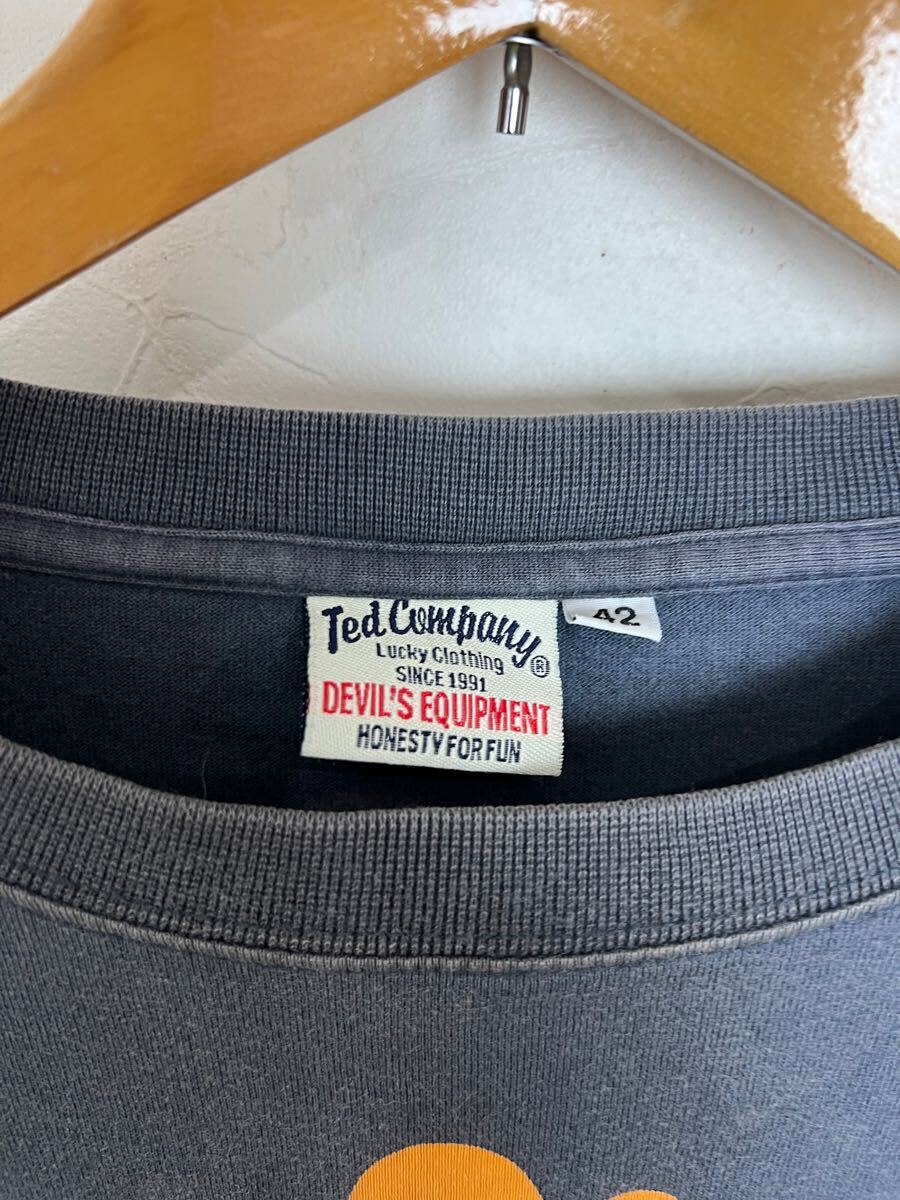 Ted Company®
Lucky Clothing
SINCE 1991
DEVIL'S EQUIPMENT
HONESTY FOR FUN
42